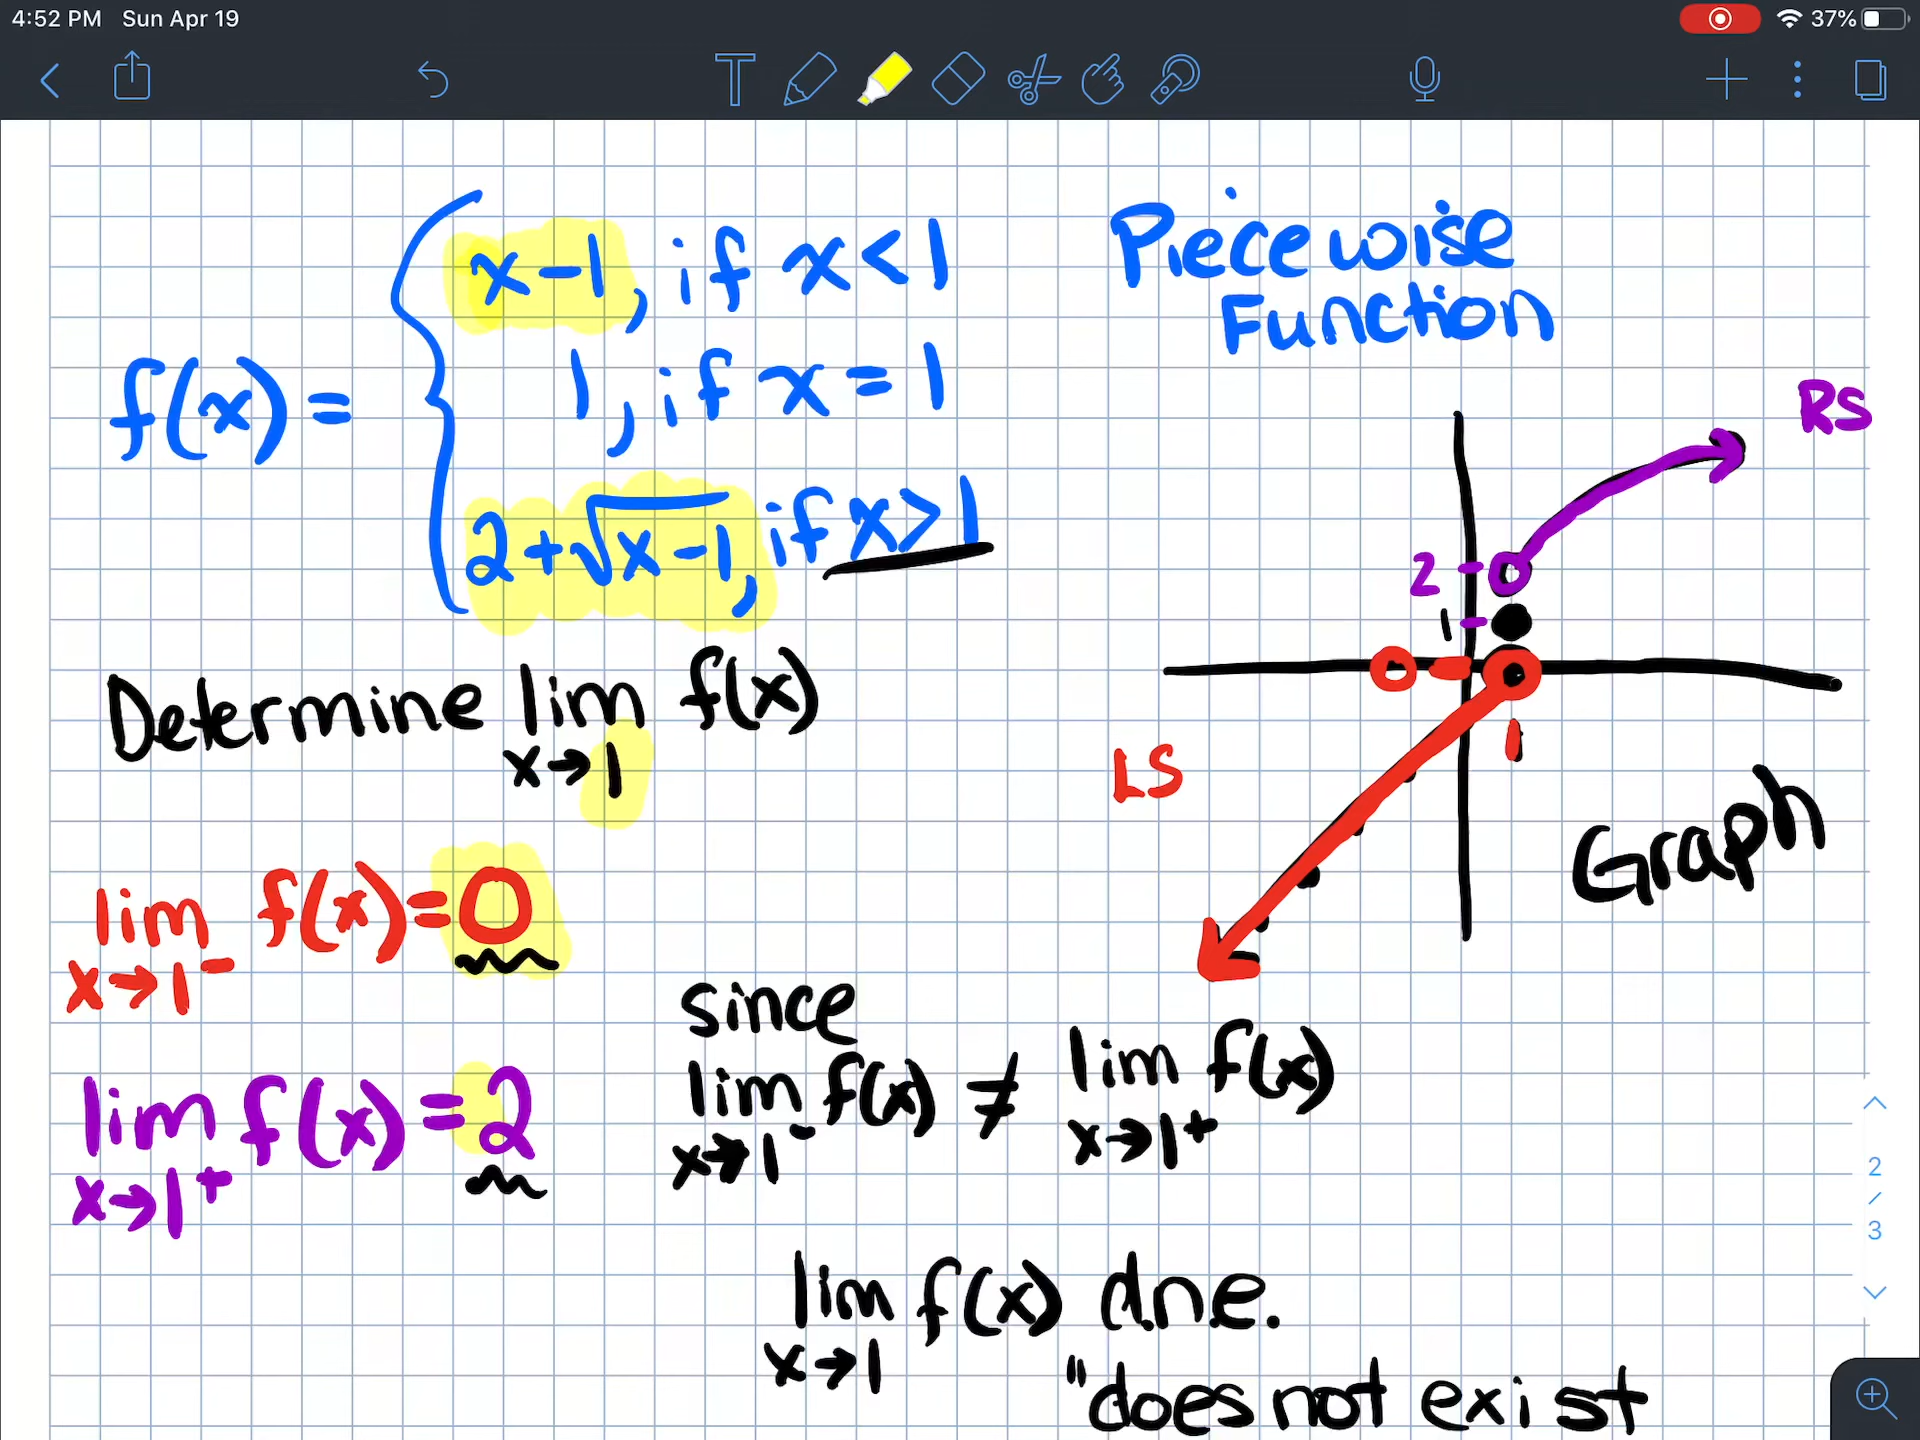 4:52 PM Sun Apr 19
37%
Piecewise
Function
x-1, if x<1
f(x)= 1, if x=1
2+√x-1, if x>1
RS
2
1
1
LS
Graph
Determine lim f(x)
x→1
lim f(x)=0
x→1⁻
lim f(x)=2
x→1⁺
since
lim f(x) ≠ lim f(x)
x→1⁻ x→1⁺
lim f(x) d.n.e.
x→1
"does not exist
2
/
3